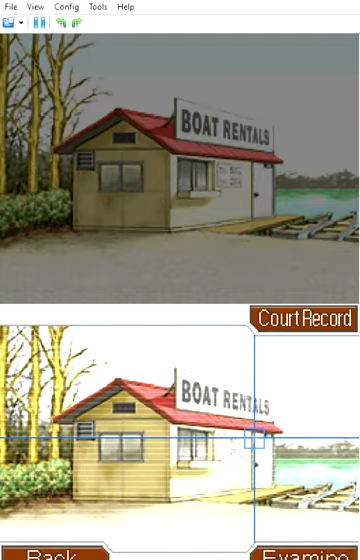 File View Config Tools Help
BOAT RENTALS
Court Record
BOAT RENTALS
Back
Examine